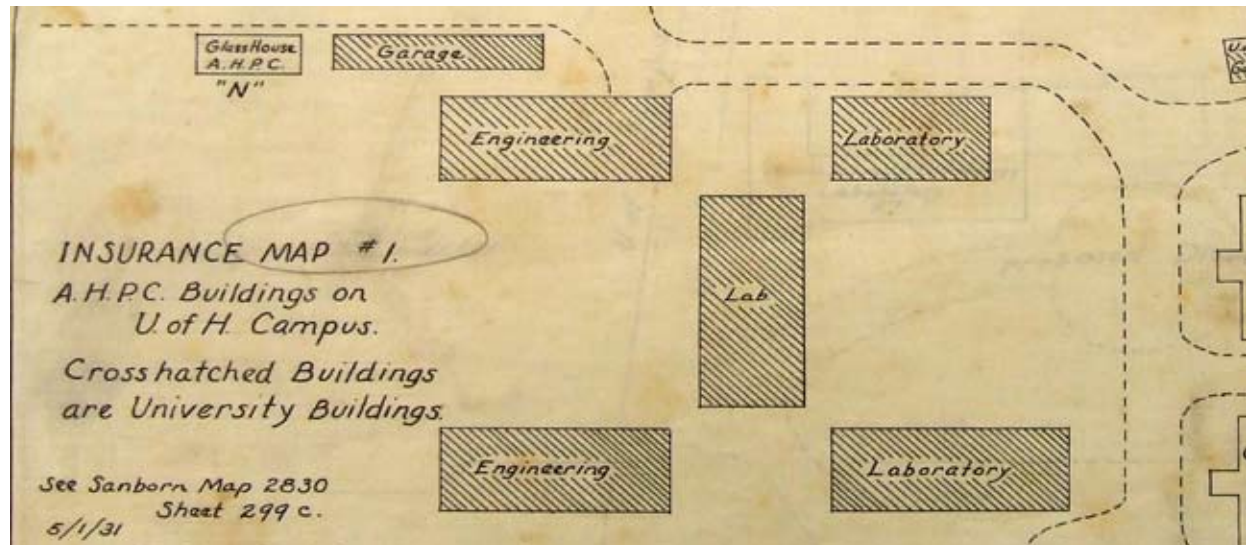 Glass House
A.H.P.C.
"N"
Garage
Engineering
Laboratory
Lab.
INSURANCE MAP #1.
A.H.P.C. Buildings on
U. of H. Campus.
Crosshatched Buildings
are University Buildings.
Engineering
Laboratory
See Sanborn Map 2830
Sheet 299 c.
5/1/31